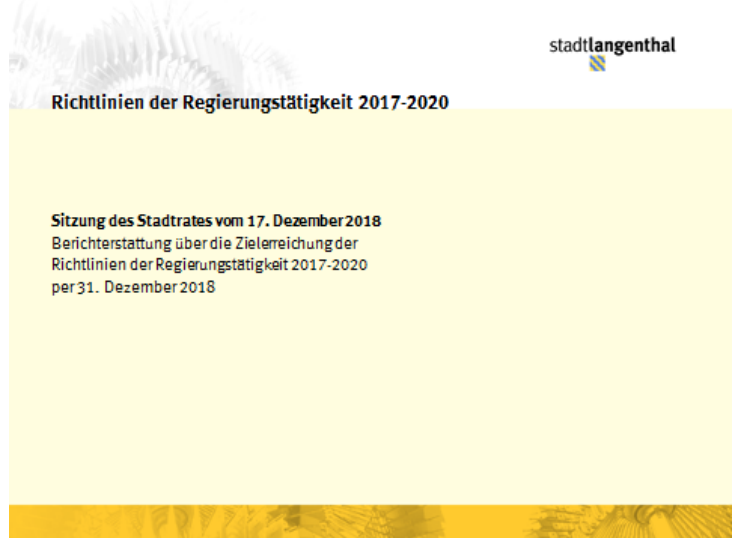 stadtlangenthal
Richtlinien der Regierungstätigkeit 2017-2020
Sitzung des Stadtrates vom 17. Dezember 2018
Berichterstattung über die Zielerreichung der
Richtlinien der Regierungstätigkeit 2017-2020
per 31. Dezember 2018